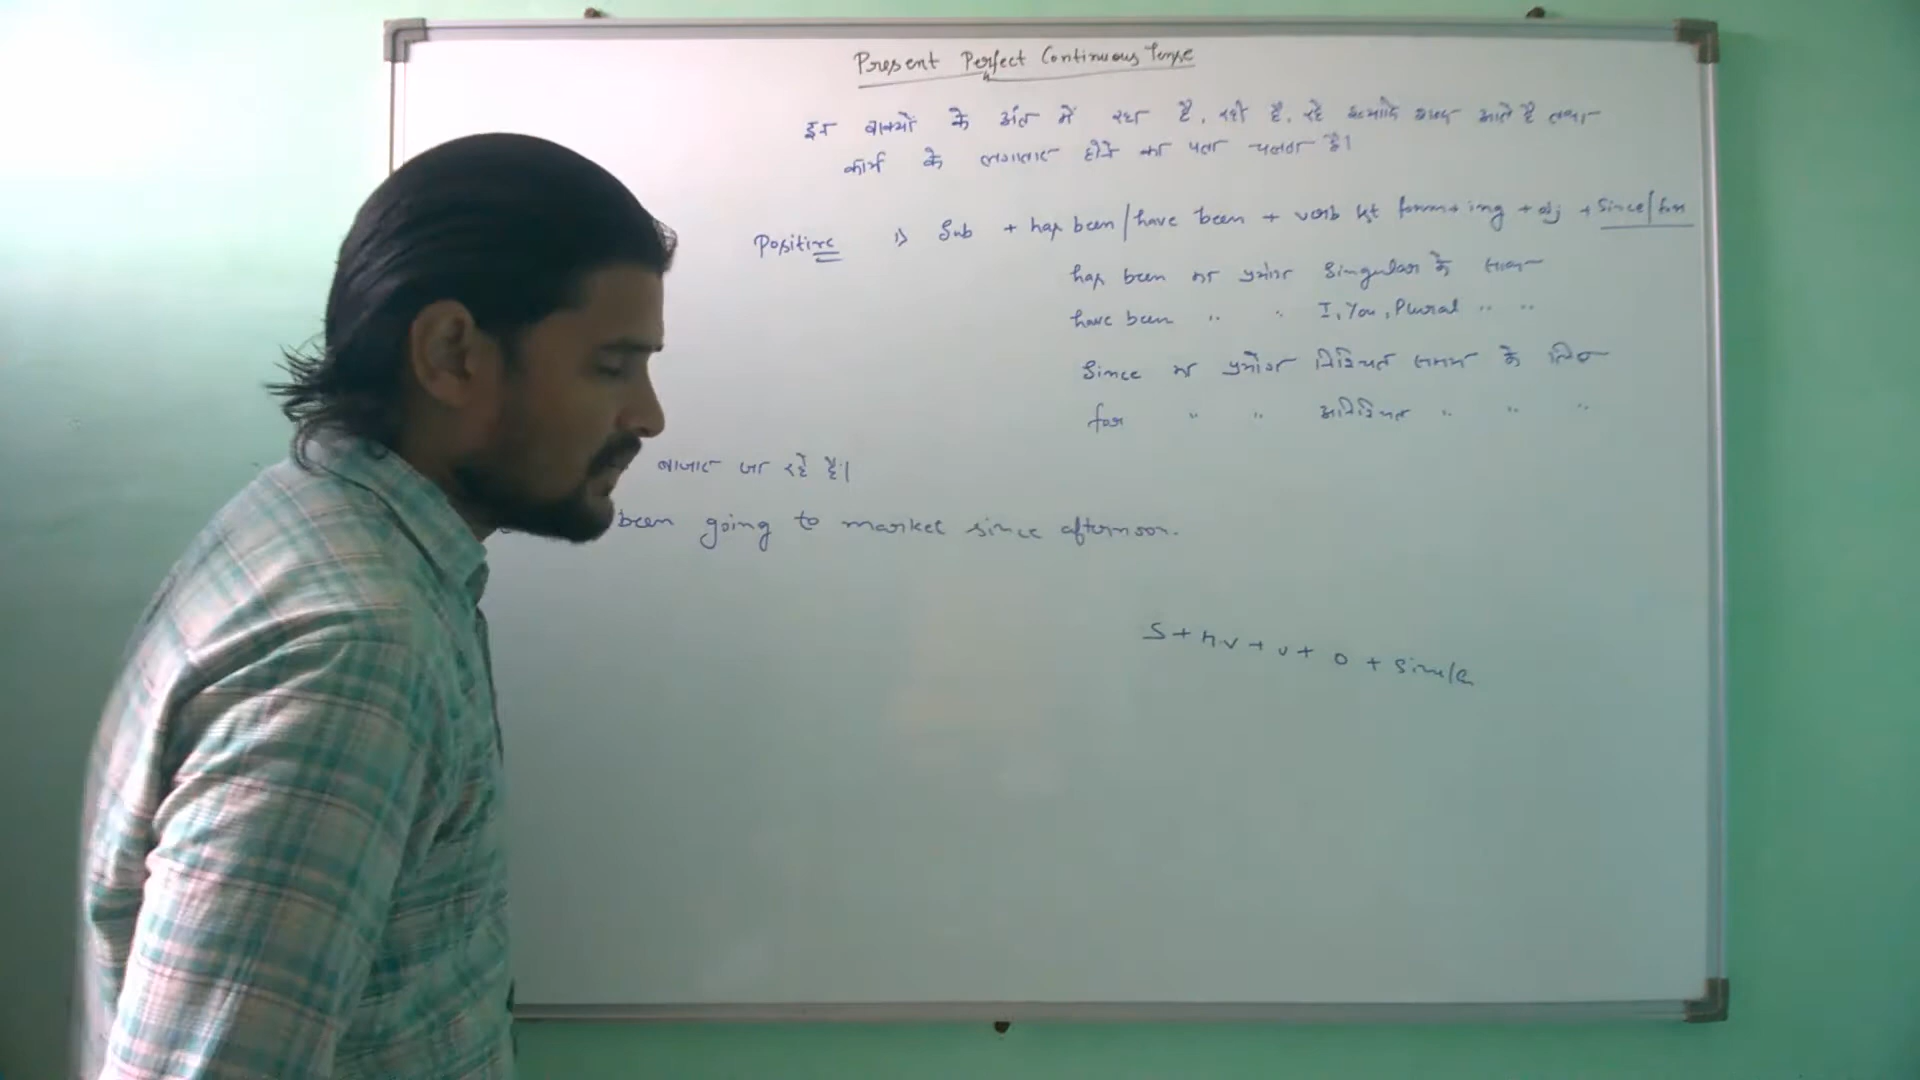 Present Perfect Continuous Tense
इन वाक्यों के अंत में रहा है, रही है, रहे इत्यादि शब्द आते है तथा
कार्य के लगातार होने का पता चलता है।
Positive :) Sub + has been/have been + verb Ist form + ing + obj + Since/for
has been का प्रयोग Singular के साथ
have been " " I, You, Plural " "
Since का प्रयोग निश्चित समय के लिए
for " " अनिश्चित " " "
बाजार जा रहे है।
been going to market since afternoon.
S + HV + V + O + Since/